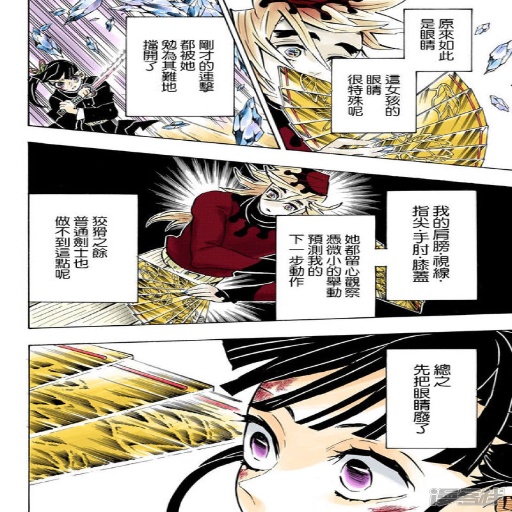 原來如此
是眼睛
這女孩的
眼睛
很特殊呢
剛才的連擊
都被她
勉為其難地
擋開了
我的肩膀、視線、
指尖、手肘、膝蓋
她都留心觀察
憑微小的舉動
預測我的
下一步動作
狡猾之餘
普通劍士也
做不到這點呢
總之
先把眼睛廢了